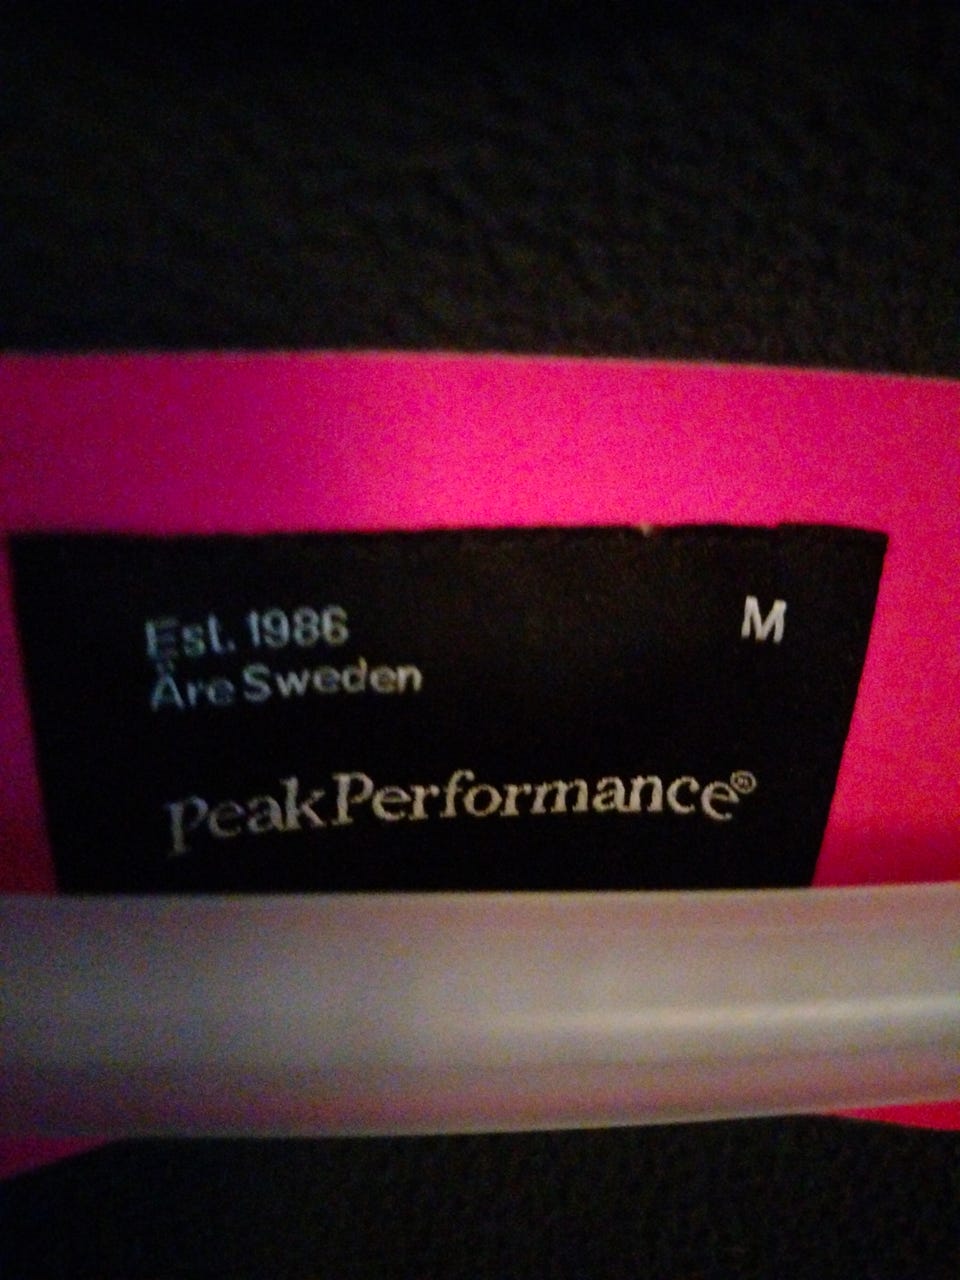 Est. 1986
M
Åre Sweden
PeakPerformance®